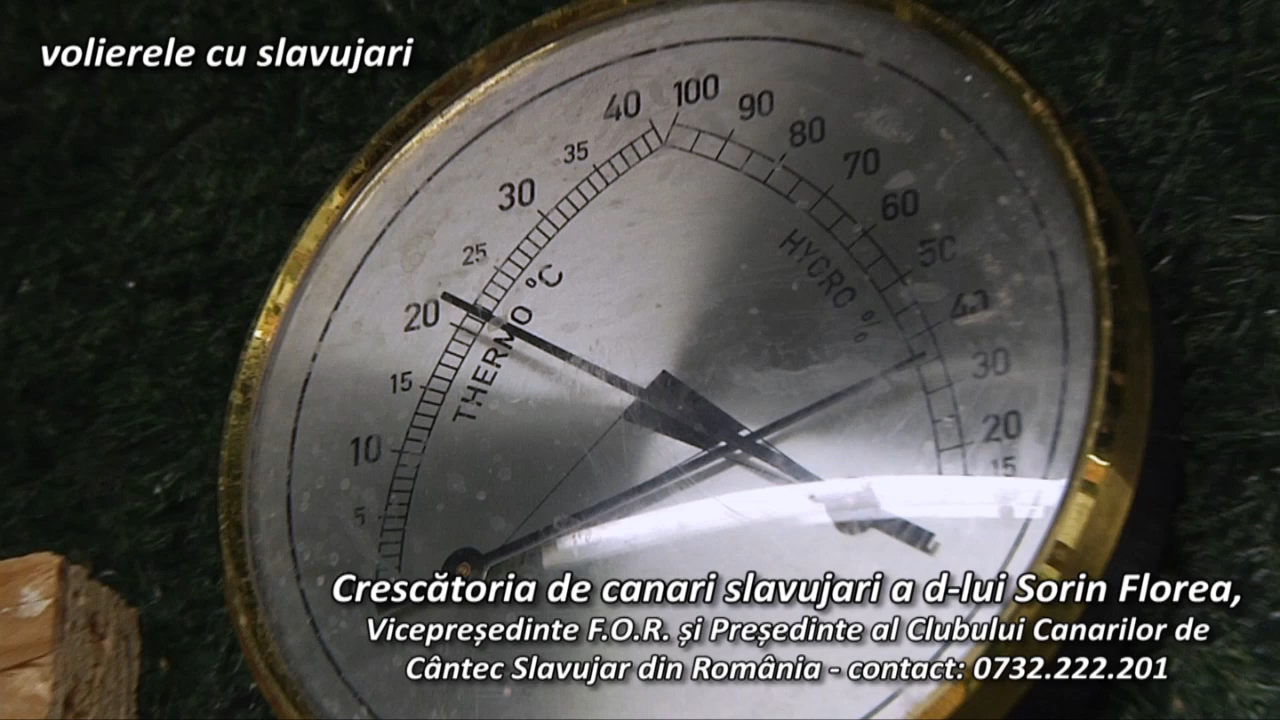 volierele cu slavujari
40 100
35 90
30 80
25 70
20 60
15 50
10 40
5 30
20
15
THERMO °C
HYGRO %
Crescătoria de canari slavujari a d-lui Sorin Florea,
Vicepreședinte F.O.R. și Președinte al Clubului Canarilor de
Cântec Slavujar din România - contact: 0732.222.201